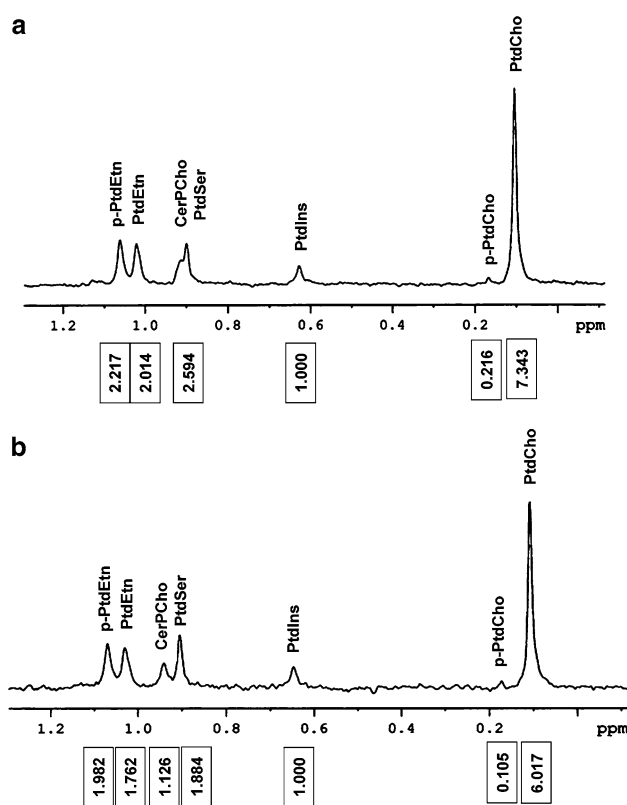 a
p-PtdEtn
PtdEtn
CerPCho
PtdSer
PtdIns
p-PtdCho
PtdCho
1.2 1.0 0.8 0.6 0.4 0.2 ppm
2.217 2.014 2.594 1.000 0.216 7.343
b
p-PtdEtn
PtdEtn
CerPCho
PtdSer
PtdIns
p-PtdCho
PtdCho
1.2 1.0 0.8 0.6 0.4 0.2 ppm
1.982 1.762 1.126 1.884 1.000 0.105 6.017